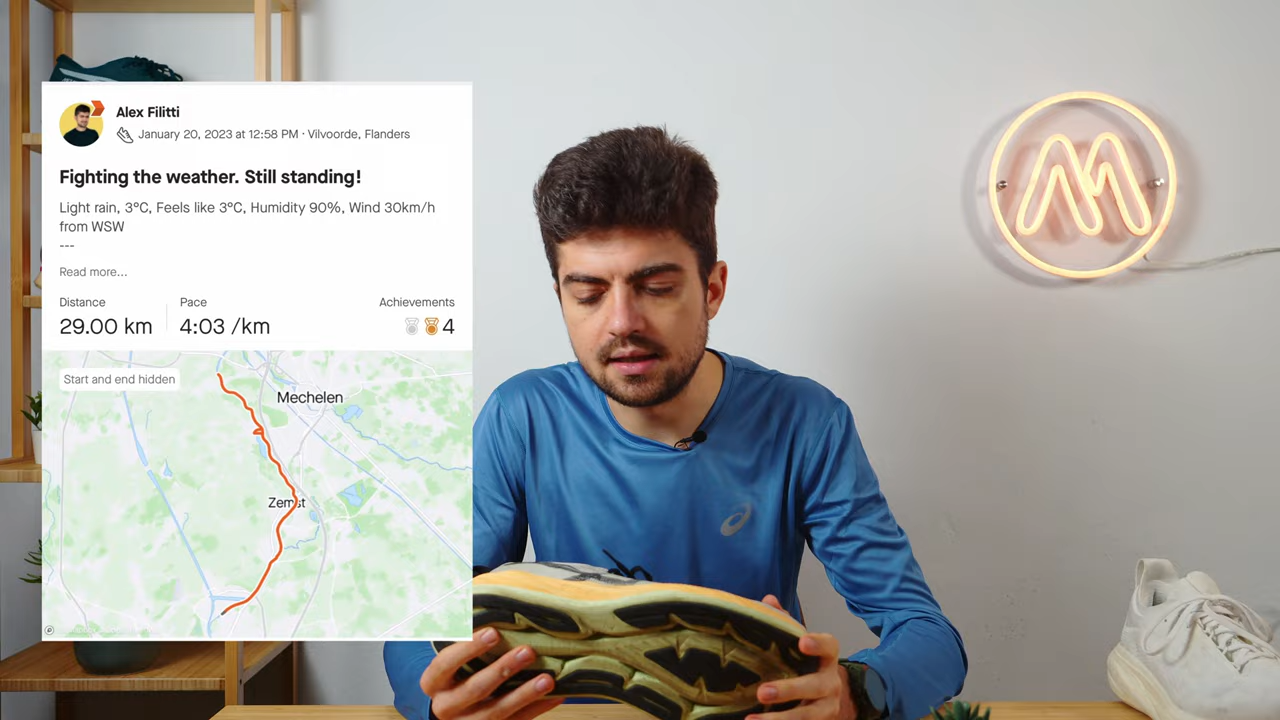 Alex Filitti
January 20, 2023 at 12:58 PM · Vilvoorde, Flanders
Fighting the weather. Still standing!
Light rain, 3°C, Feels like 3°C, Humidity 90%, Wind 30km/h
from WSW
---
Read more...
Distance
Pace
Achievements
29.00 km
4:03 /km
4
Start and end hidden
Mechelen
Zemst
M